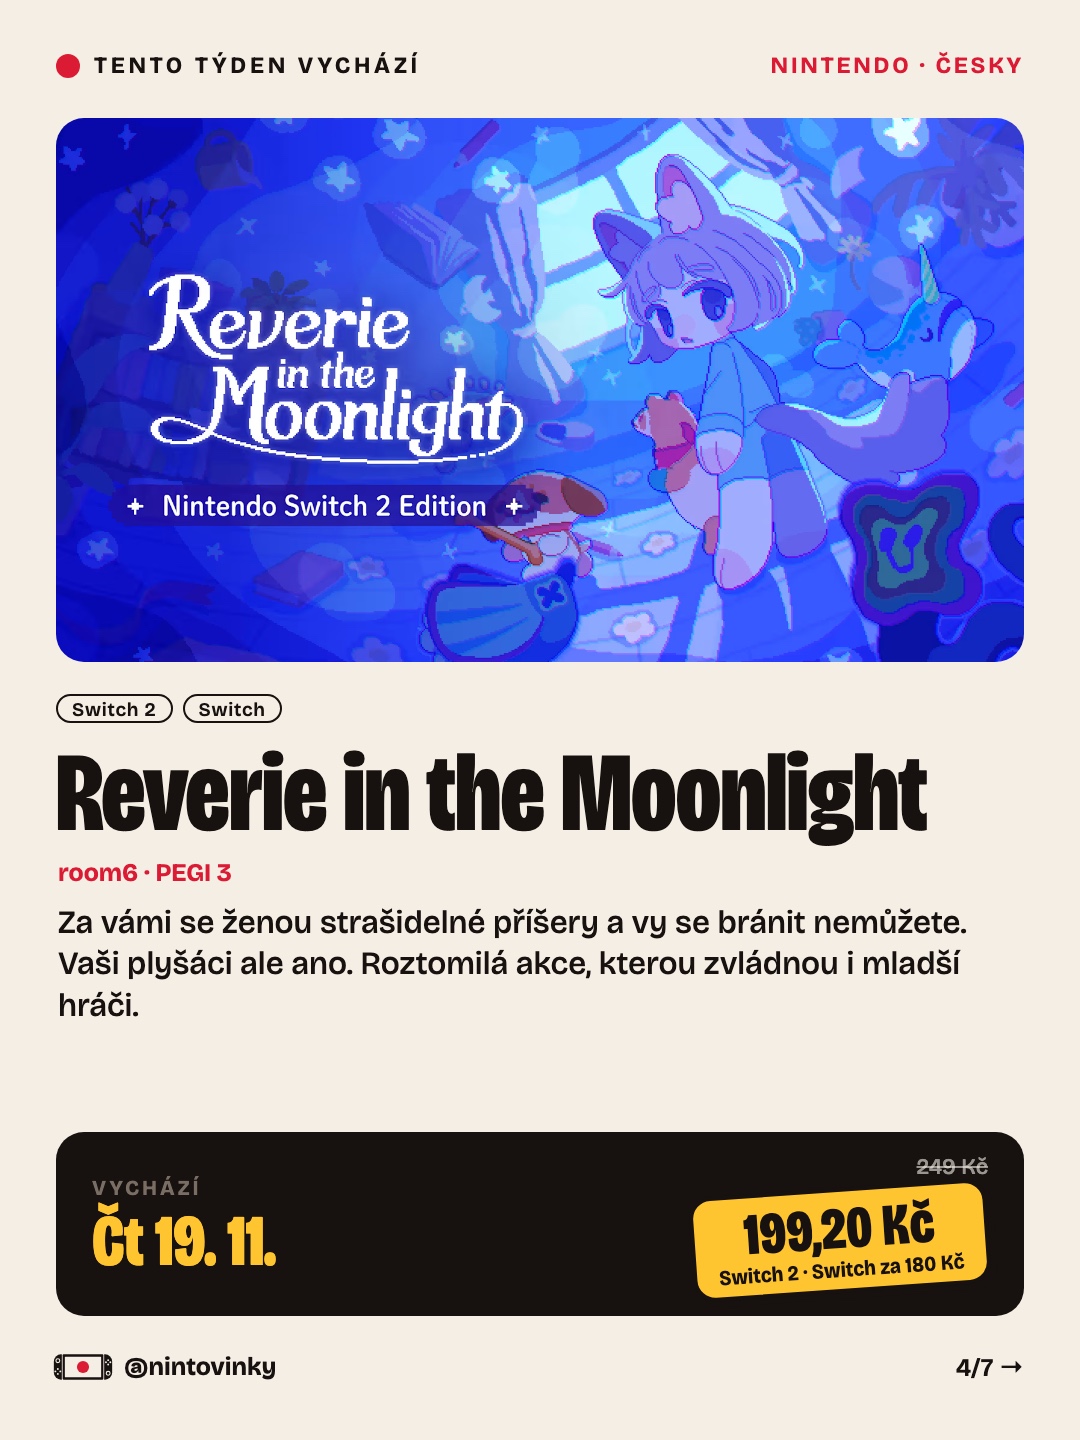 TENTO TÝDEN VYCHÁZÍ
NINTENDO · ČESKY
Reverie
in the
Moonlight
Nintendo Switch 2 Edition
Switch 2
Switch
Reverie in the Moonlight
room6 · PEGI 3
Za vámi se ženou strašidelné příšery a vy se bránit nemůžete.
Vaši plyšáci ale ano. Roztomilá akce, kterou zvládnou i mladší
hráči.
VYCHÁZÍ
Čt 19. 11.
249 Kč
199,20 Kč
Switch 2 · Switch za 180 Kč
@nintovinky
4/7 →